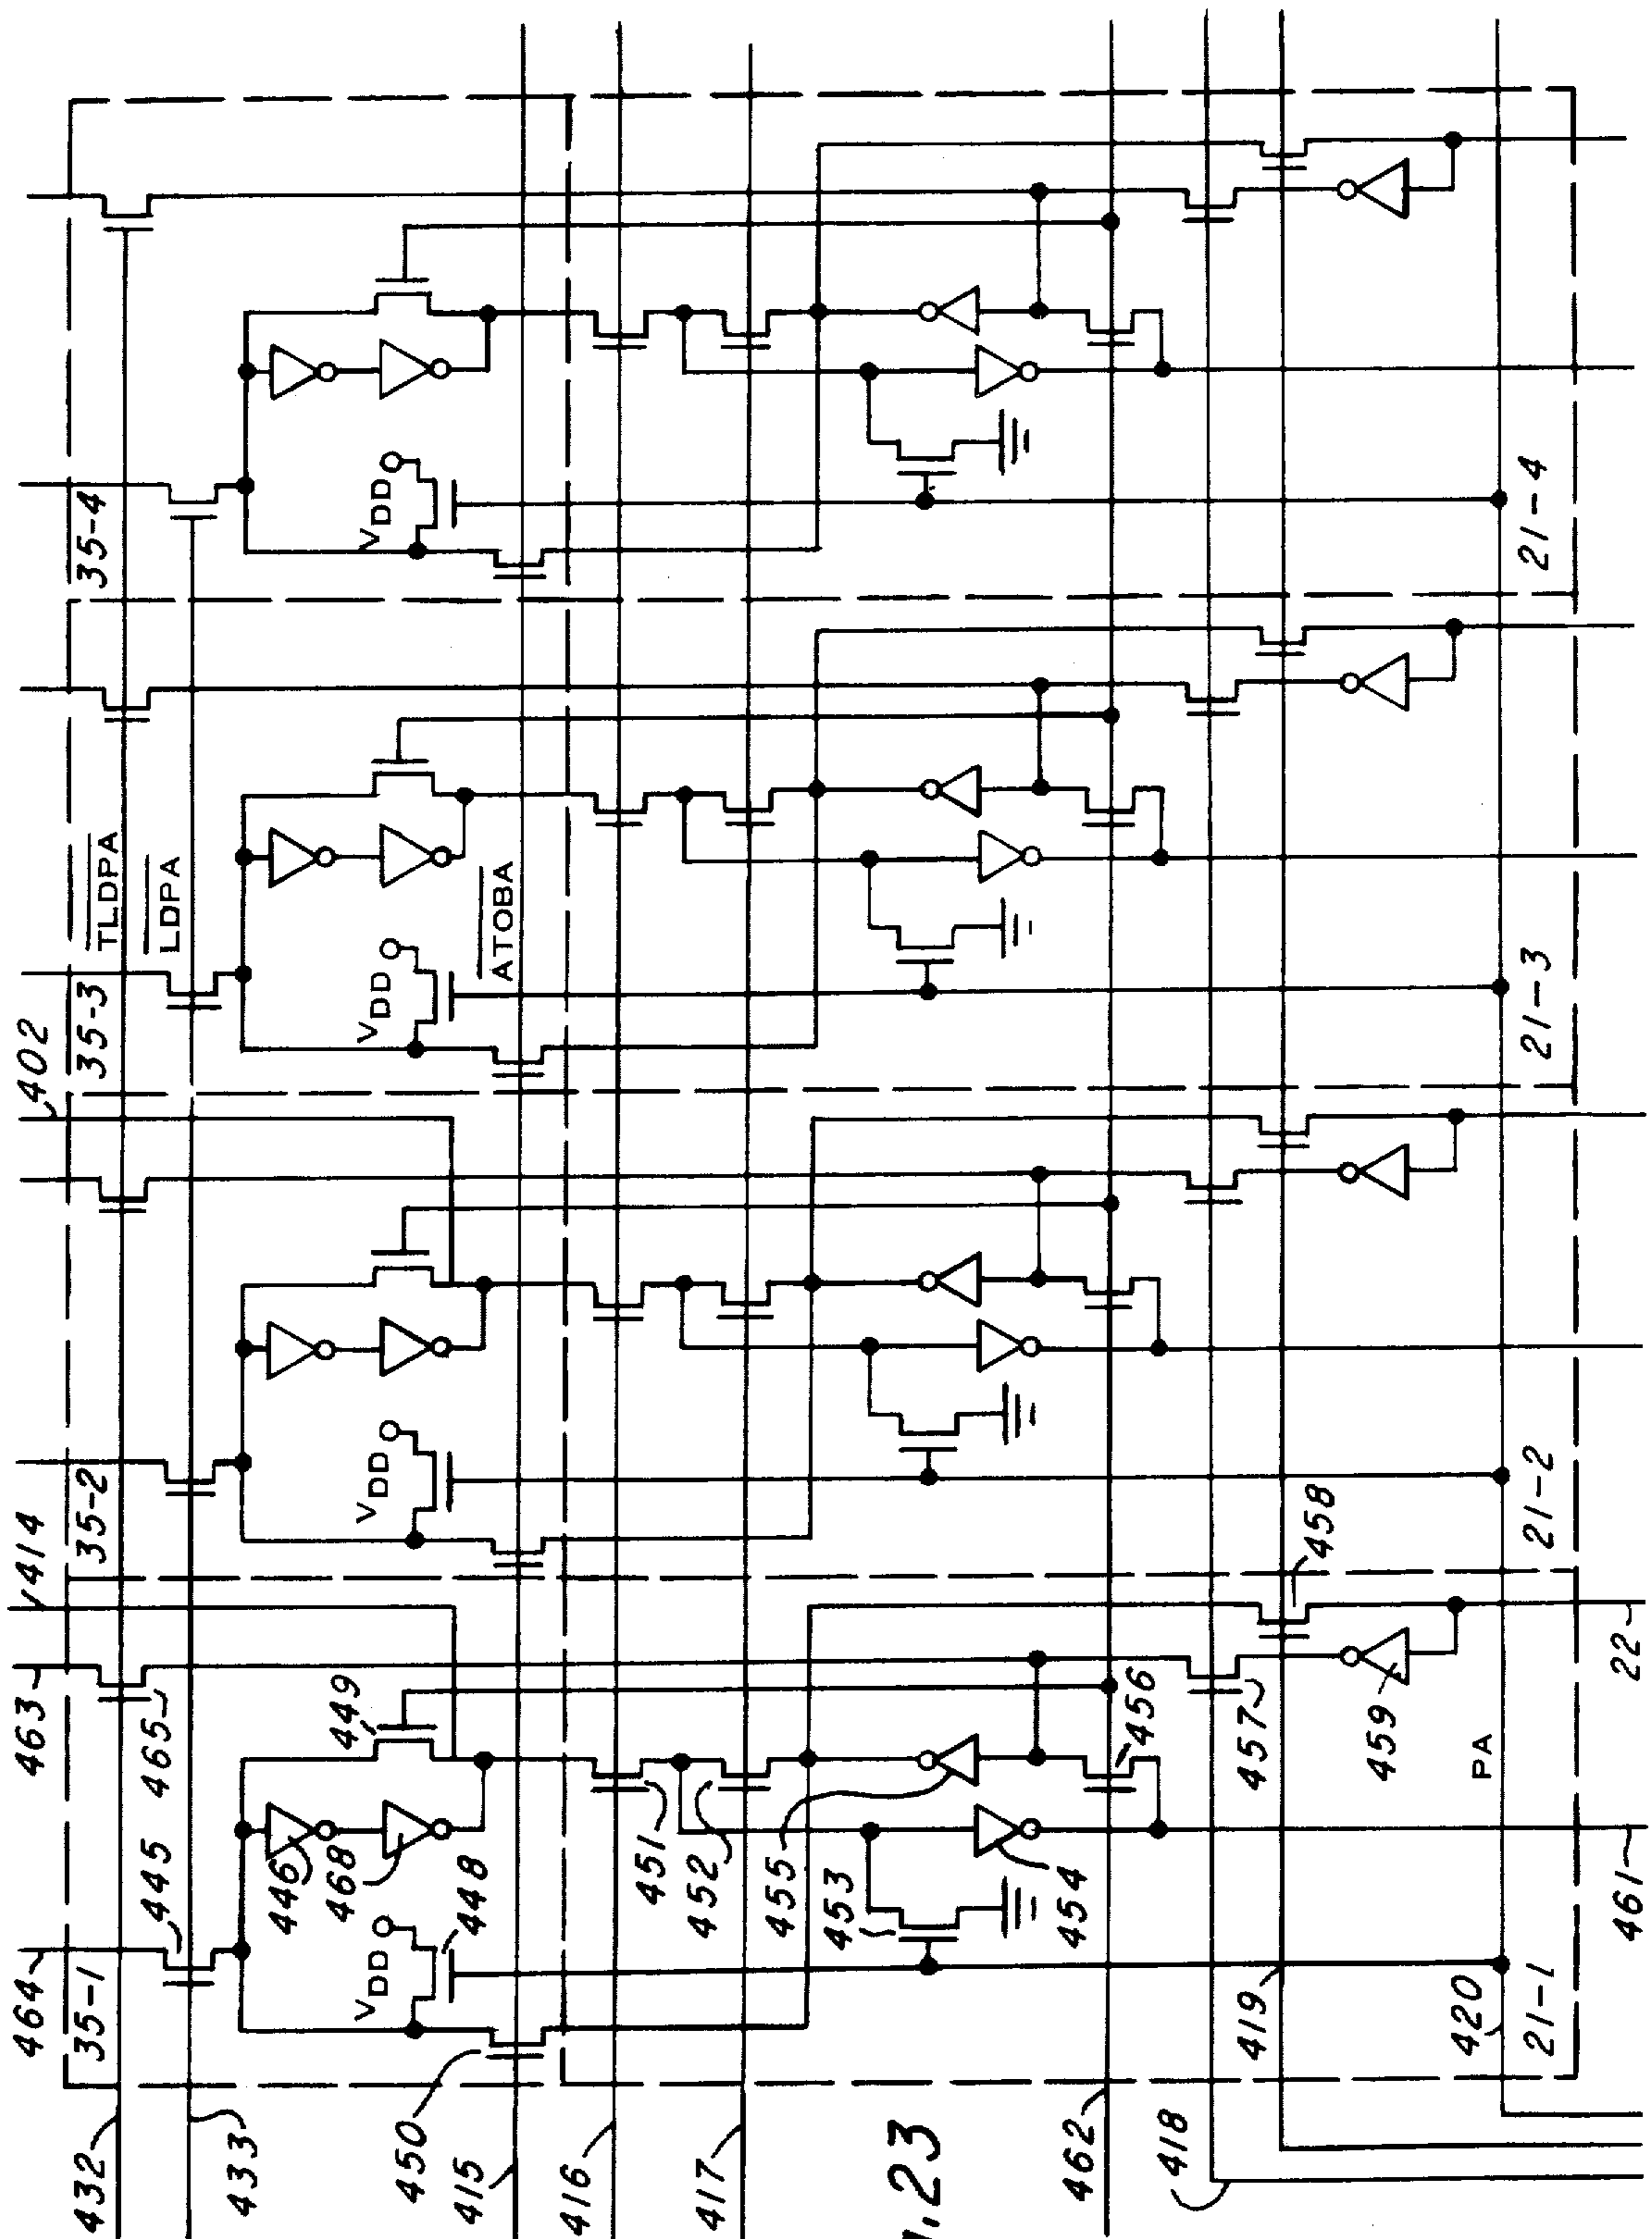 464 463 414 402
432 35-1 35-2 35-3 35-4
TLDPA
445 465 LDPA
433
446
468 449
VDD VDD VDD VDD
450
415 448 ATOBA
416
451
417 452
455
453
.23
462 454
456
418
419 457
458
459
420 PA
21-1 21-2 21-3 21-4
461 22